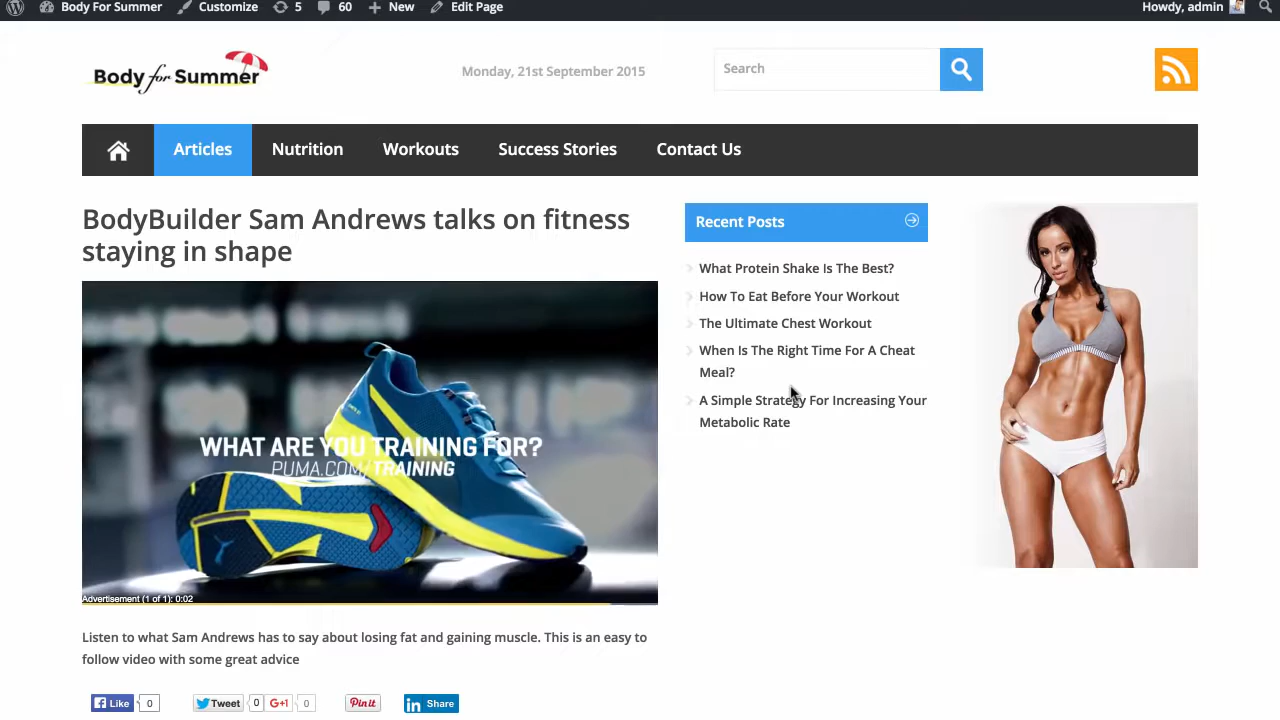 Body For Summer
Customize
5
60
New
Edit Page
Howdy, admin
Body for Summer
Monday, 21st September 2015
Search
Articles
Nutrition
Workouts
Success Stories
Contact Us
BodyBuilder Sam Andrews talks on fitness
staying in shape
WHAT ARE YOU TRAINING FOR?
PUMA.COM/TRAINING
Advertisement (1 of 1): 0:02
Listen to what Sam Andrews has to say about losing fat and gaining muscle. This is an easy to
follow video with some great advice
Like
0
Tweet
0
G+1
0
Pin it
in Share
Recent Posts
What Protein Shake Is The Best?
How To Eat Before Your Workout
The Ultimate Chest Workout
When Is The Right Time For A Cheat
Meal?
A Simple Strategy For Increasing Your
Metabolic Rate